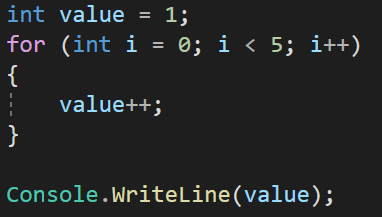 int value = 1;
for (int i = 0; i < 5; i++)
{
    value++;
}

Console.WriteLine(value);